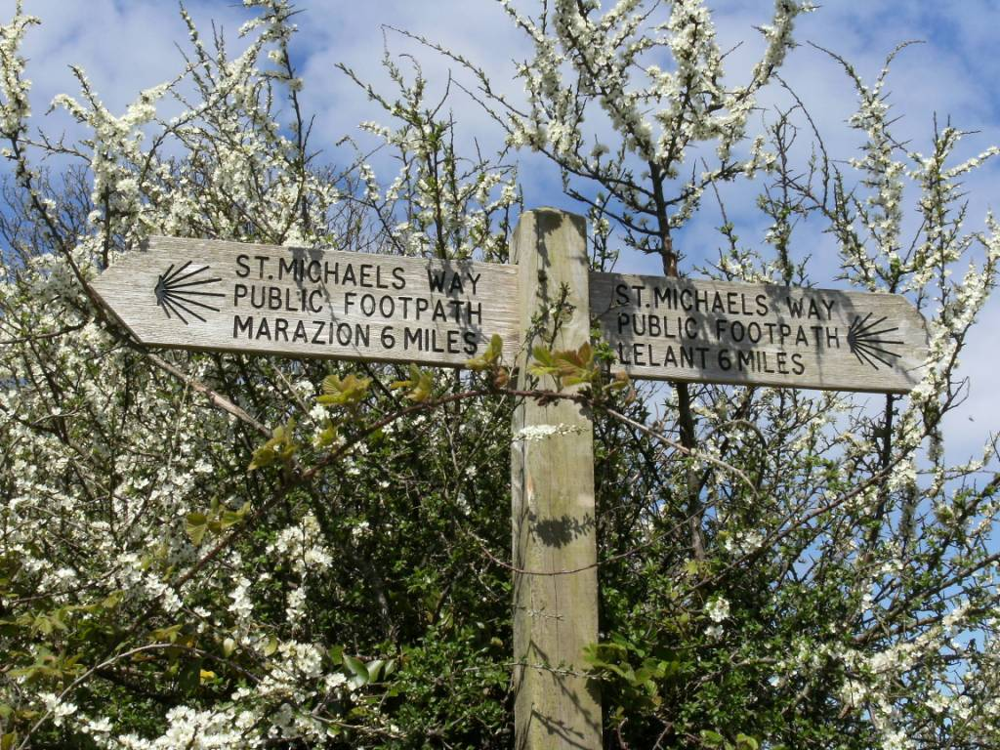 ST.MICHAELS WAY
PUBLIC FOOTPATH
MARAZION 6 MILES
ST.MICHAELS WAY
PUBLIC FOOTPATH
LELANT 6 MILES